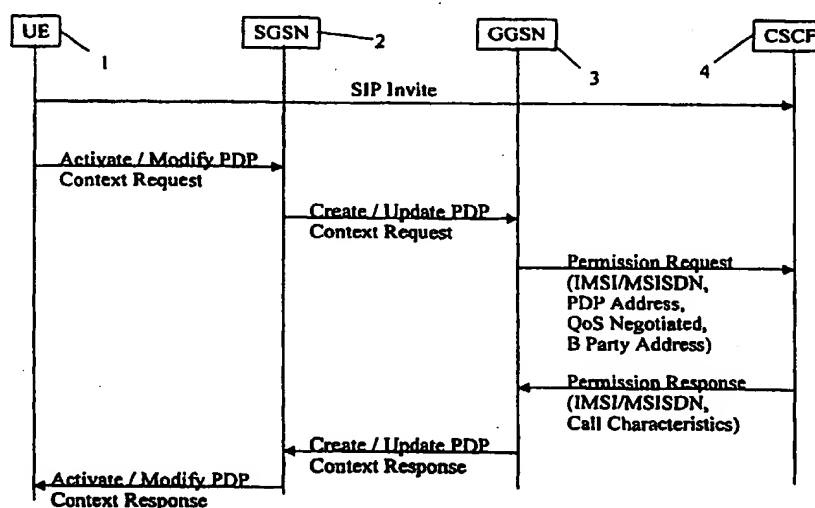 UE
SGSN
GGSN
CSCF
1
2
3
4
SIP Invite
Activate / Modify PDP
Context Request
Create / Update PDP
Context Request
Permission Request
(IMSI/MSISDN,
PDP Address,
QoS Negotiated,
B Party Address)
Permission Response
(IMSI/MSISDN,
Call Characteristics)
Create / Update PDP
Context Response
Activate / Modify PDP
Context Response